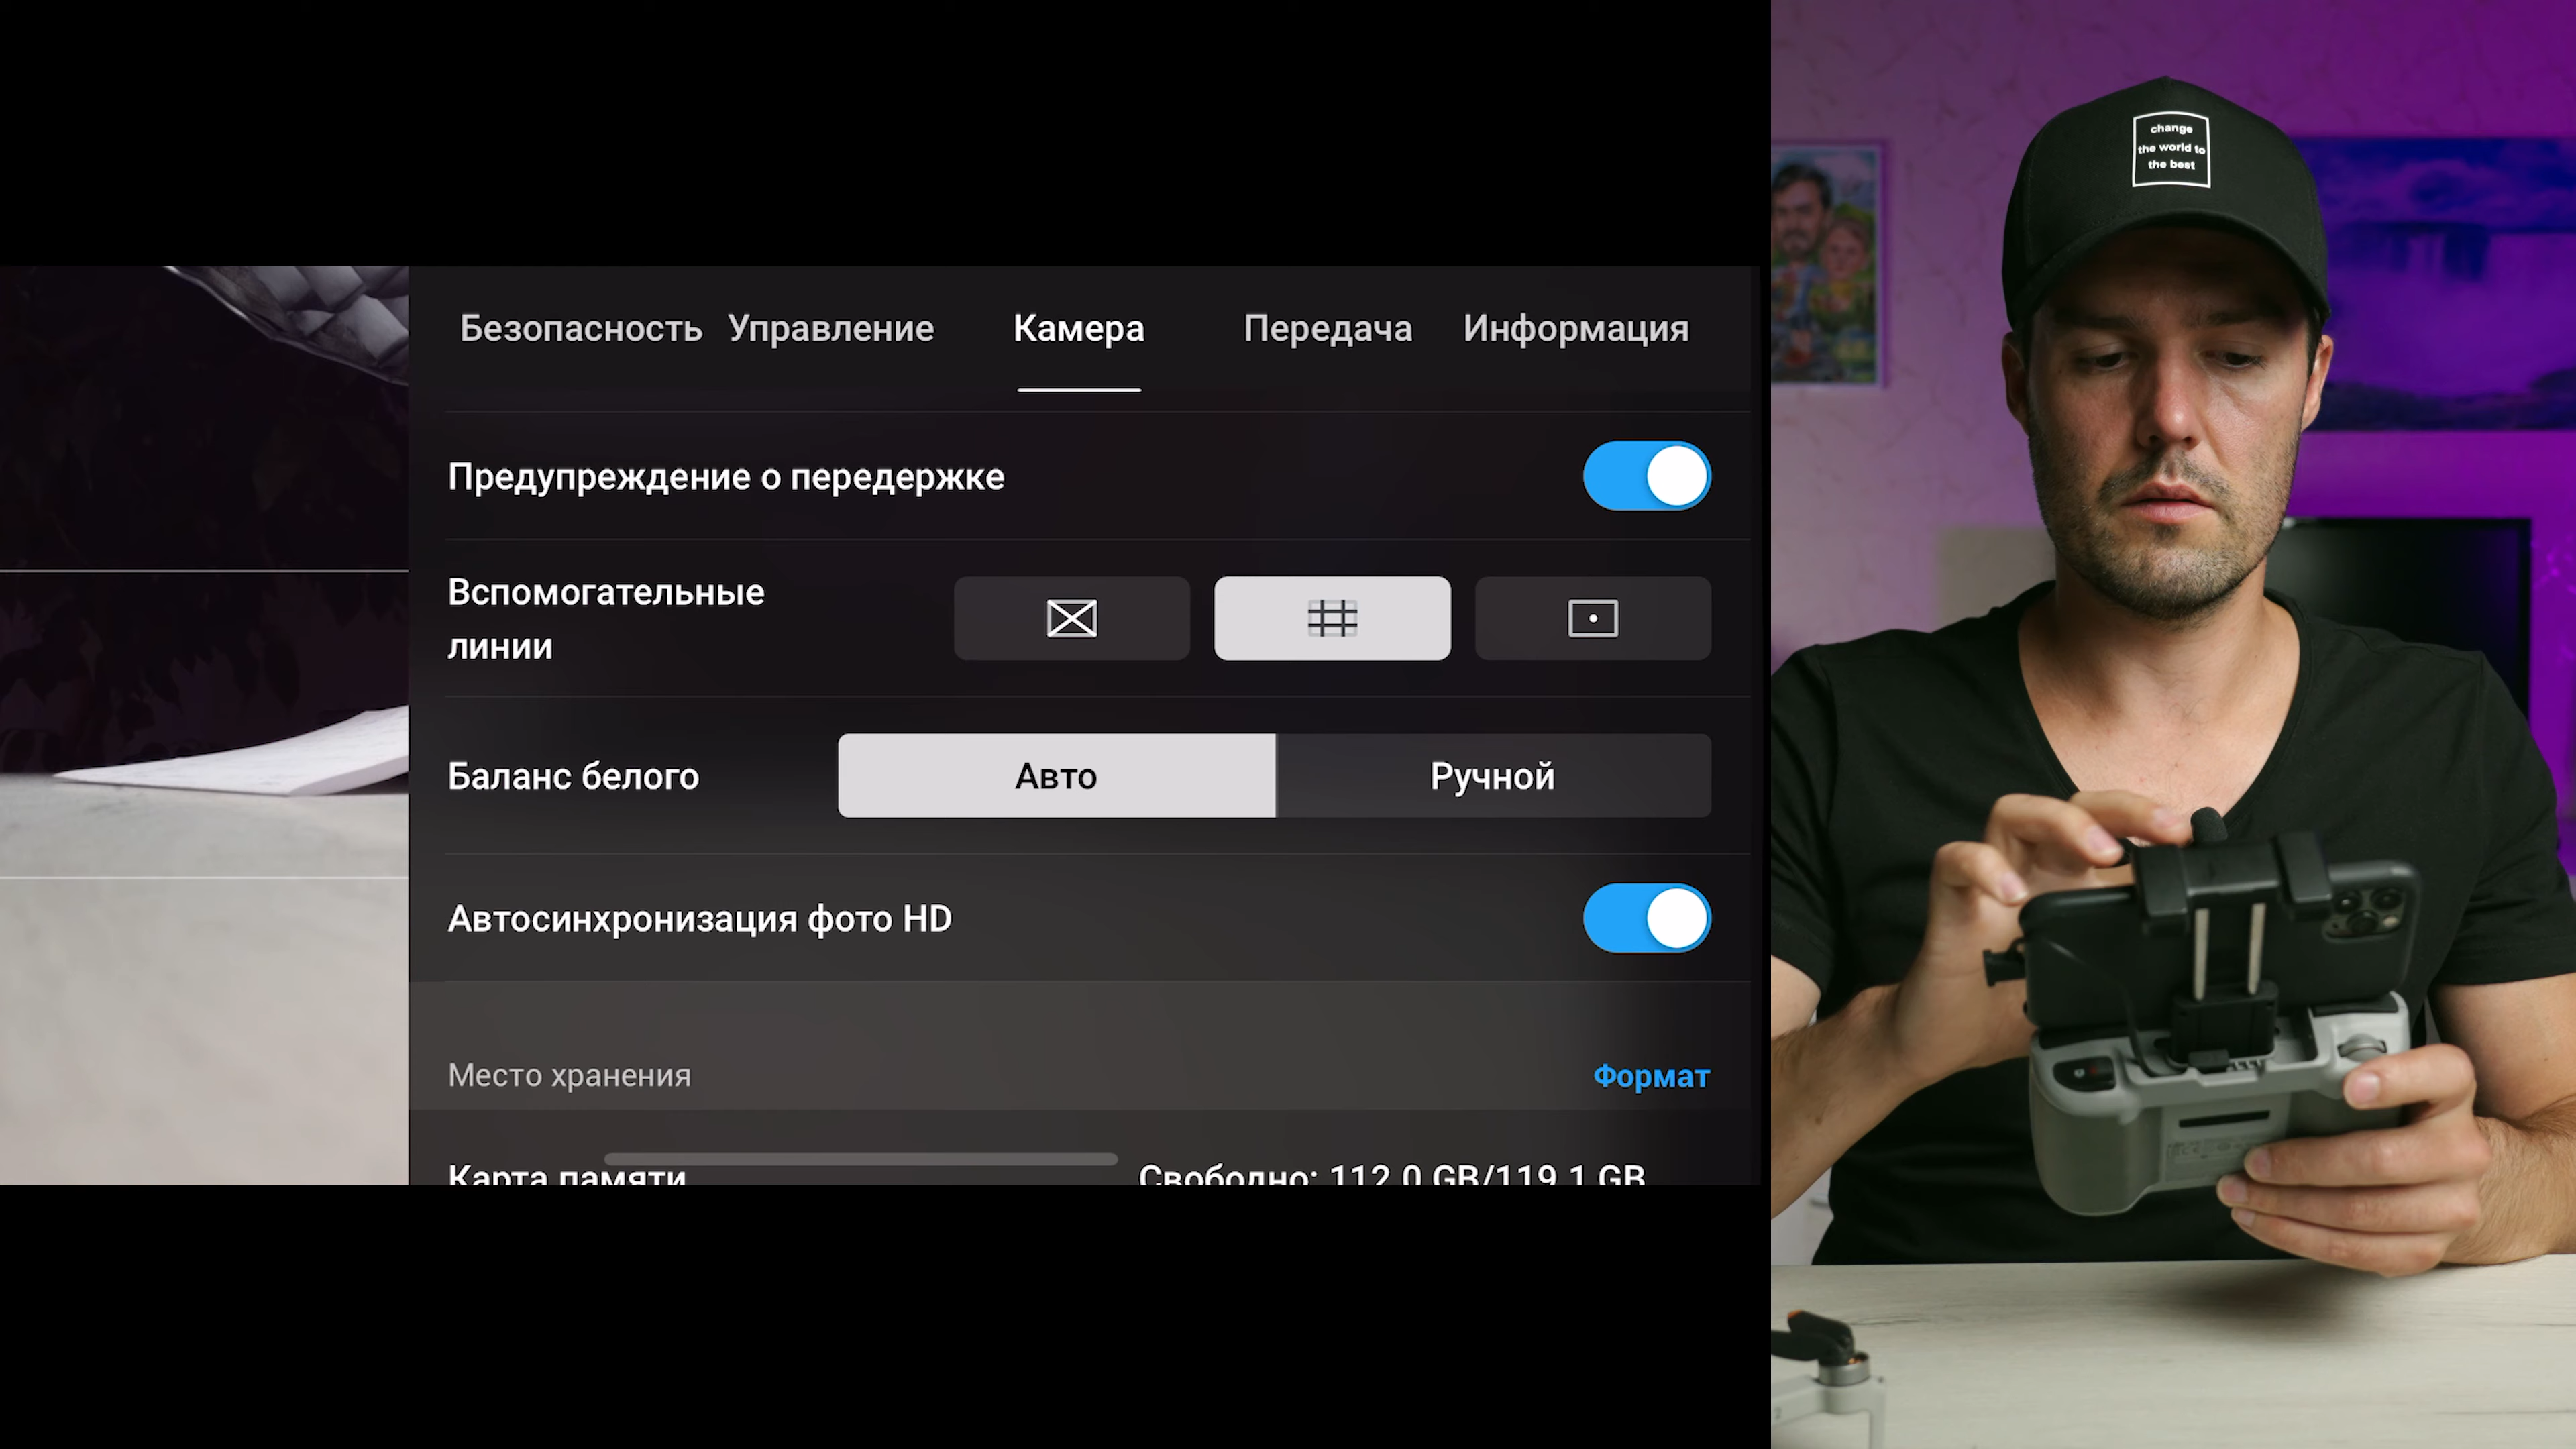 Безопасность Управление Камера Передача Информация
Предупреждение о передержке
Вспомогательные
линии
Баланс белого Авто Ручной
Автосинхронизация фото HD
Место хранения Формат
Карта памяти Свободно: 112.0 GB/119.1 GB
change
the world to
the best